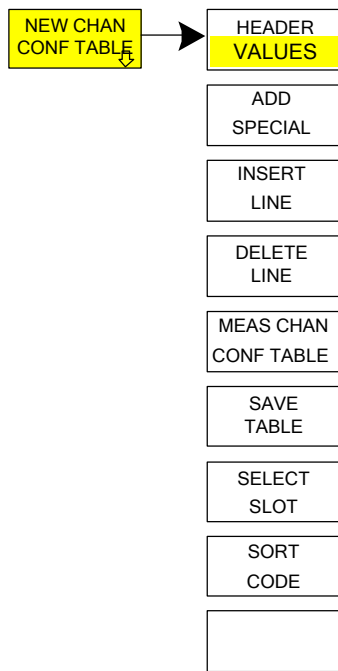 NEW CHAN
CONF TABLE
HEADER
VALUES
ADD
SPECIAL
INSERT
LINE
DELETE
LINE
MEAS CHAN
CONF TABLE
SAVE
TABLE
SELECT
SLOT
SORT
CODE